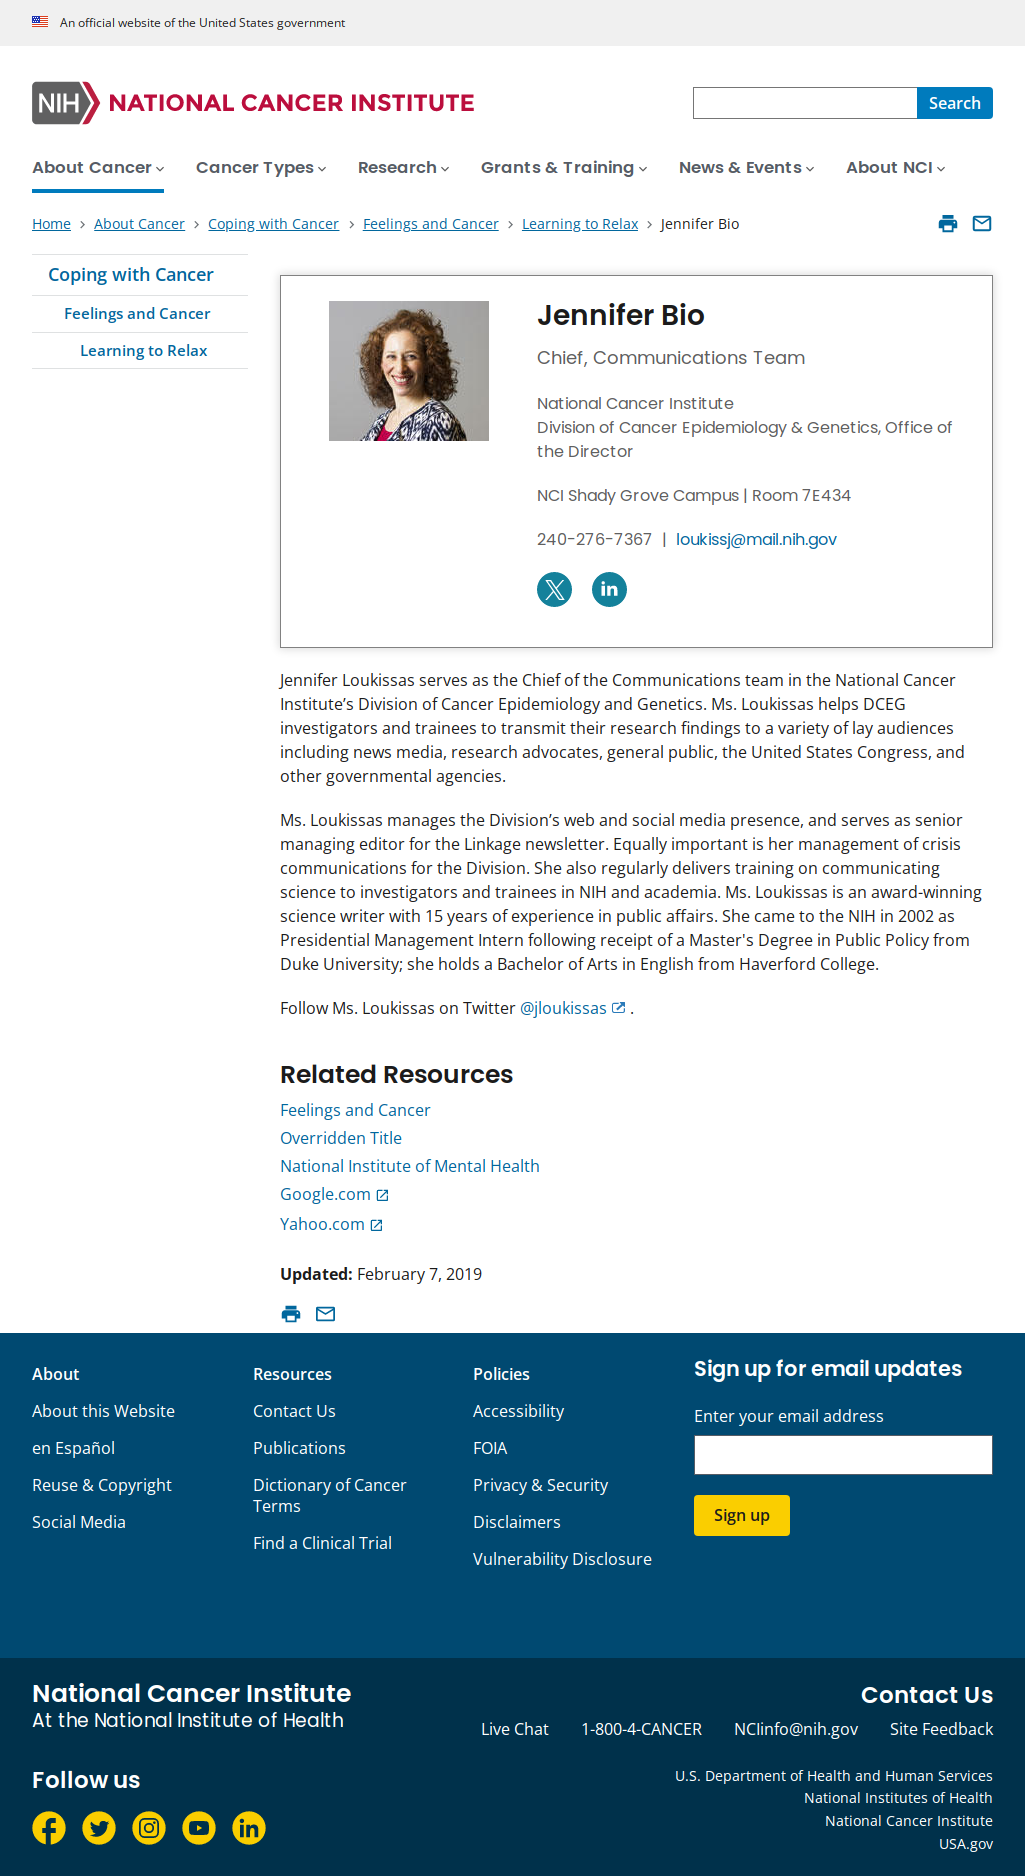 An official website of the United States government
NIH NATIONAL CANCER INSTITUTE
Search
About Cancer Cancer Types Research Grants & Training News & Events About NCI
Home > About Cancer > Coping with Cancer > Feelings and Cancer > Learning to Relax > Jennifer Bio
Coping with Cancer
Feelings and Cancer
Learning to Relax
Jennifer Bio
Chief, Communications Team
National Cancer Institute
Division of Cancer Epidemiology & Genetics, Office of
the Director
NCI Shady Grove Campus | Room 7E434
240-276-7367 | loukissj@mail.nih.gov
Jennifer Loukissas serves as the Chief of the Communications team in the National Cancer
Institute’s Division of Cancer Epidemiology and Genetics. Ms. Loukissas helps DCEG
investigators and trainees to transmit their research findings to a variety of lay audiences
including news media, research advocates, general public, the United States Congress, and
other governmental agencies.
Ms. Loukissas manages the Division’s web and social media presence, and serves as senior
managing editor for the Linkage newsletter. Equally important is her management of crisis
communications for the Division. She also regularly delivers training on communicating
science to investigators and trainees in NIH and academia. Ms. Loukissas is an award-winning
science writer with 15 years of experience in public affairs. She came to the NIH in 2002 as
Presidential Management Intern following receipt of a Master's Degree in Public Policy from
Duke University; she holds a Bachelor of Arts in English from Haverford College.
Follow Ms. Loukissas on Twitter @jloukissas .
Related Resources
Feelings and Cancer
Overridden Title
National Institute of Mental Health
Google.com
Yahoo.com
Updated: February 7, 2019
About
About this Website
en Español
Reuse & Copyright
Social Media
Resources
Contact Us
Publications
Dictionary of Cancer
Terms
Find a Clinical Trial
Policies
Accessibility
FOIA
Privacy & Security
Disclaimers
Vulnerability Disclosure
Sign up for email updates
Enter your email address
Sign up
National Cancer Institute
At the National Institute of Health
Contact Us
Live Chat 1-800-4-CANCER NCIinfo@nih.gov Site Feedback
Follow us
U.S. Department of Health and Human Services
National Institutes of Health
National Cancer Institute
USA.gov